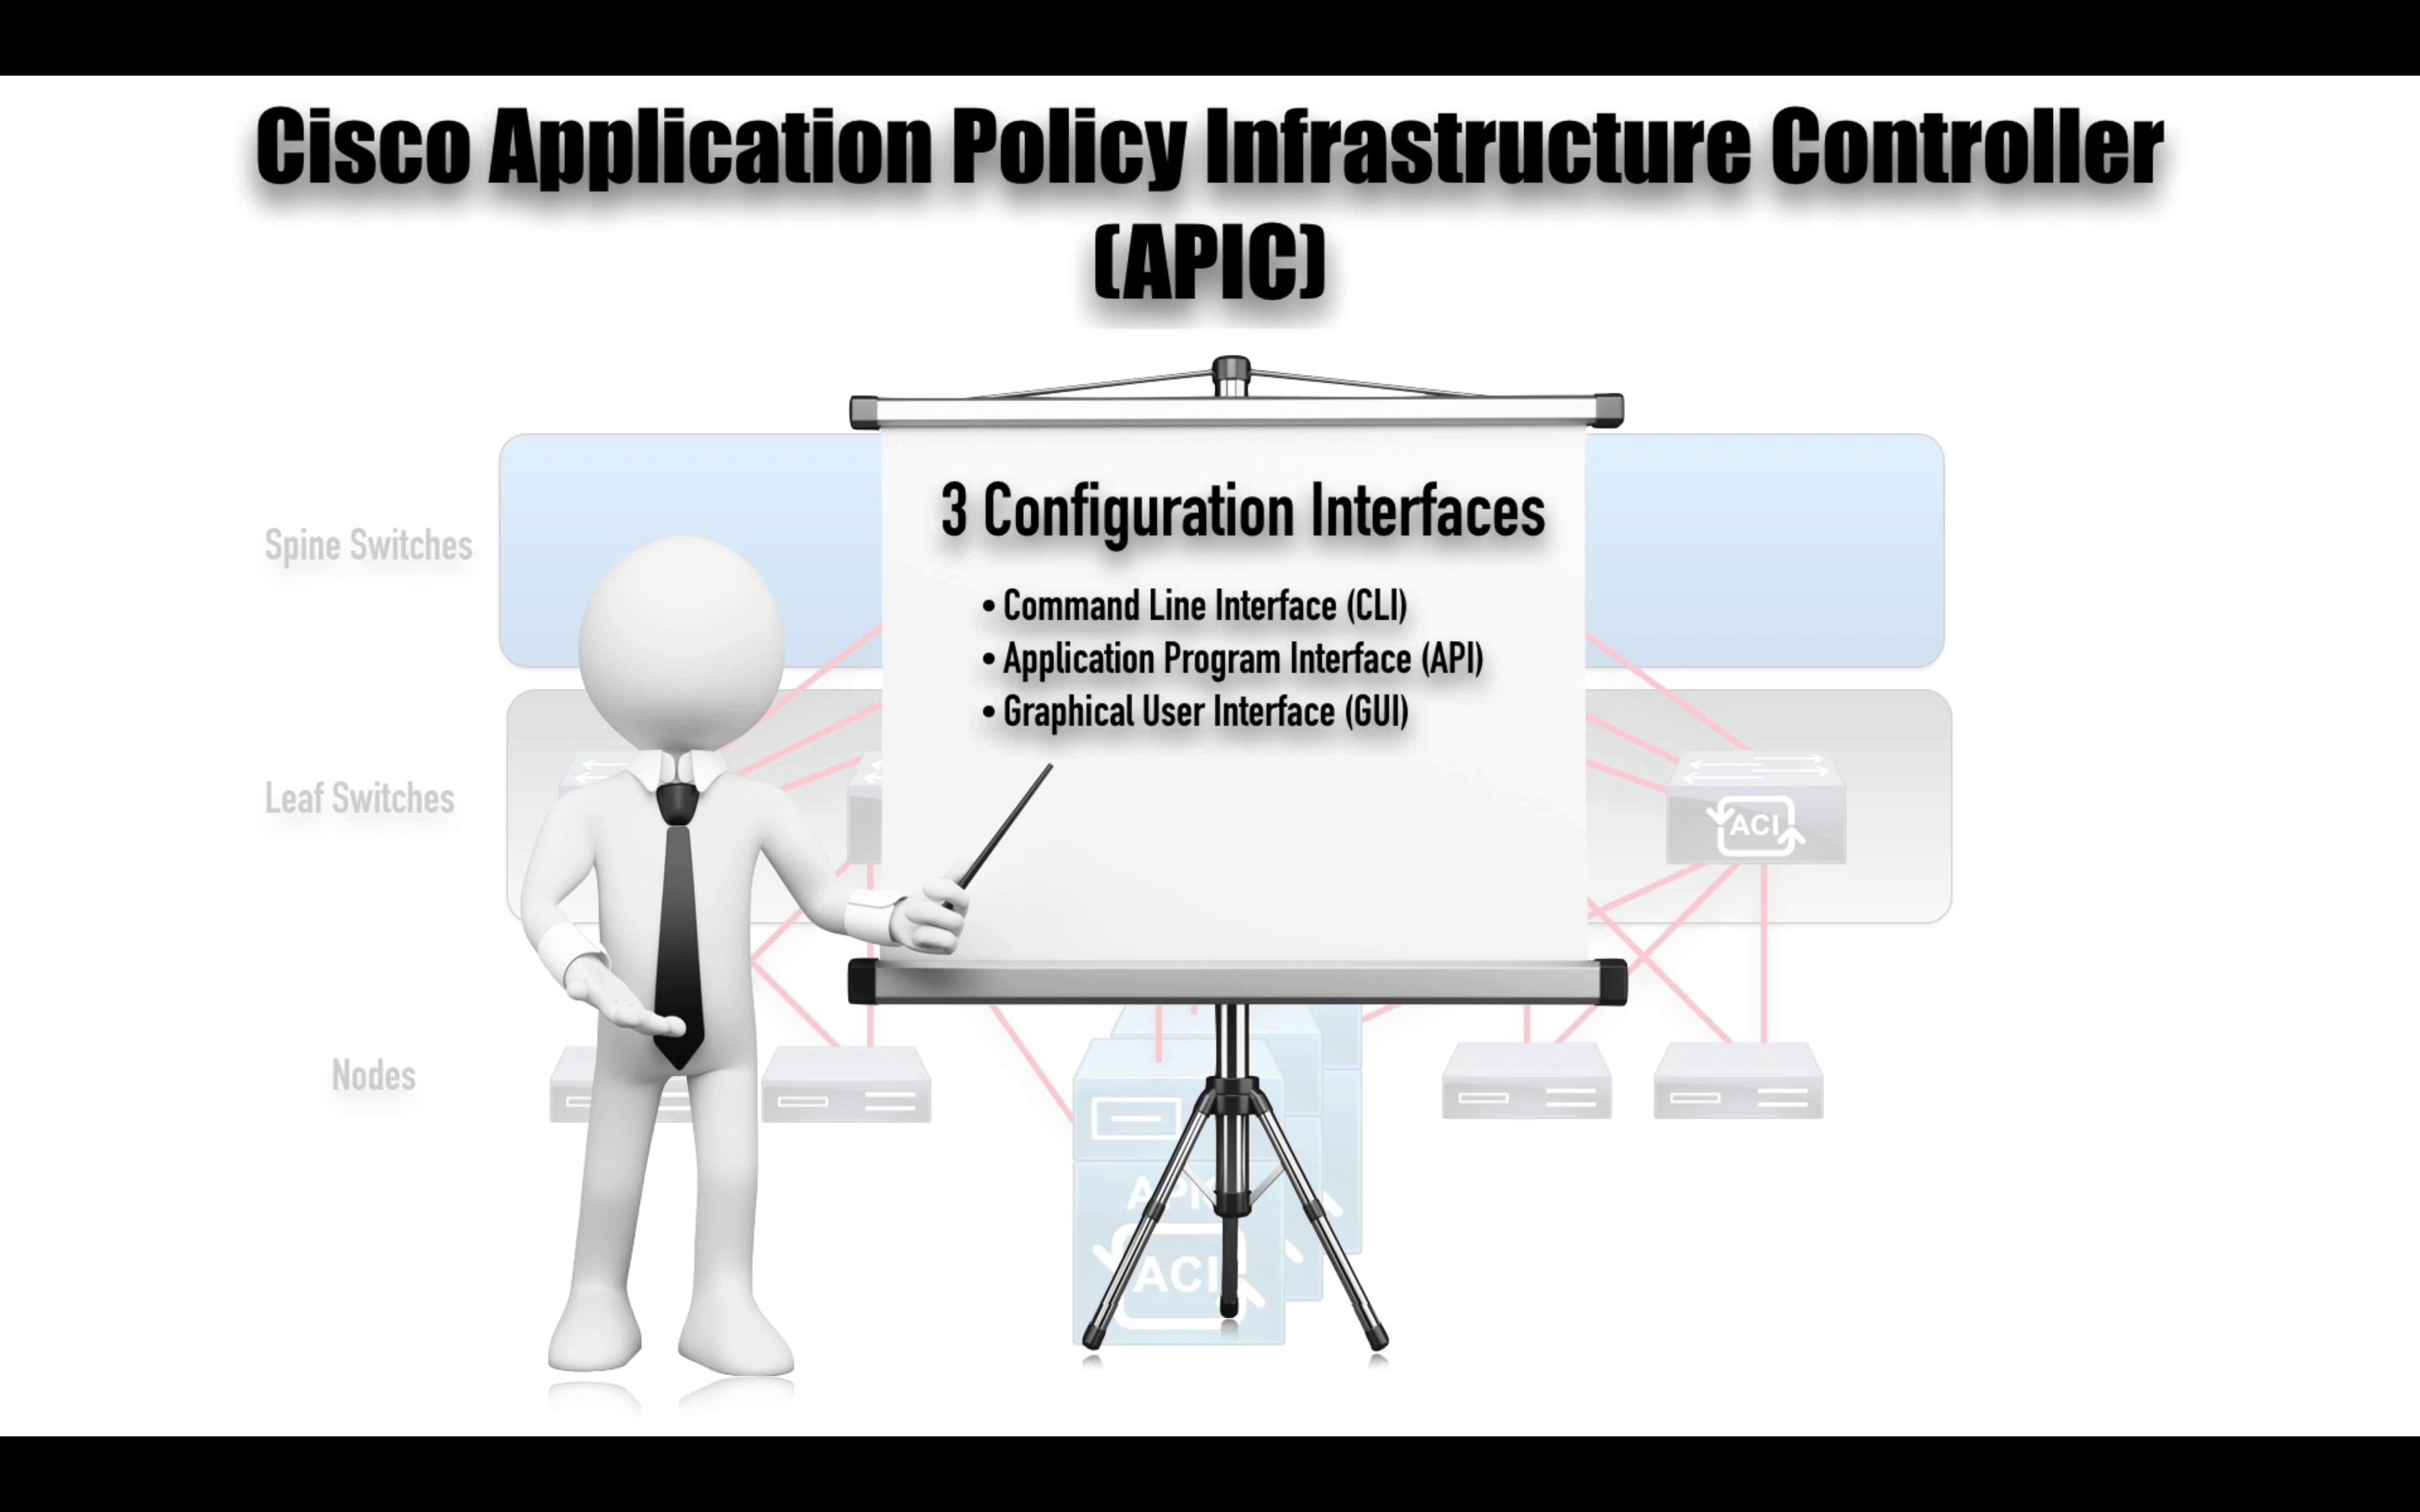 Cisco Application Policy Infrastructure Controller
(APIC)
3 Configuration Interfaces
• Command Line Interface (CLI)
• Application Program Interface (API)
• Graphical User Interface (GUI)
Spine Switches
Leaf Switches
ACI
Nodes
ACI